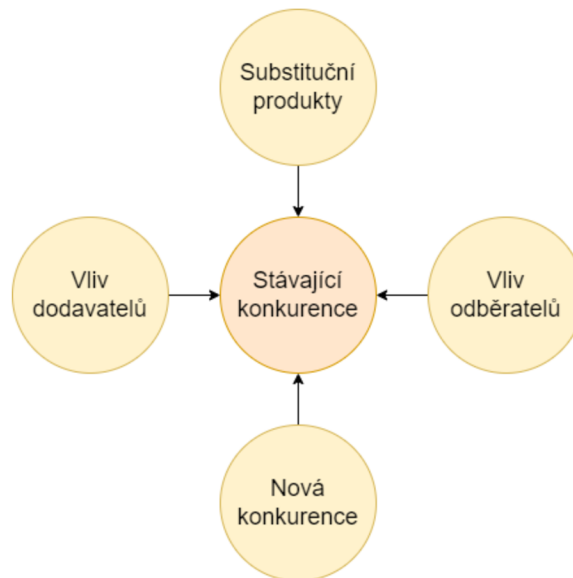 Substituční
produkty
Vliv
dodavatelů
Stávající
konkurence
Vliv
odběratelů
Nová
konkurence